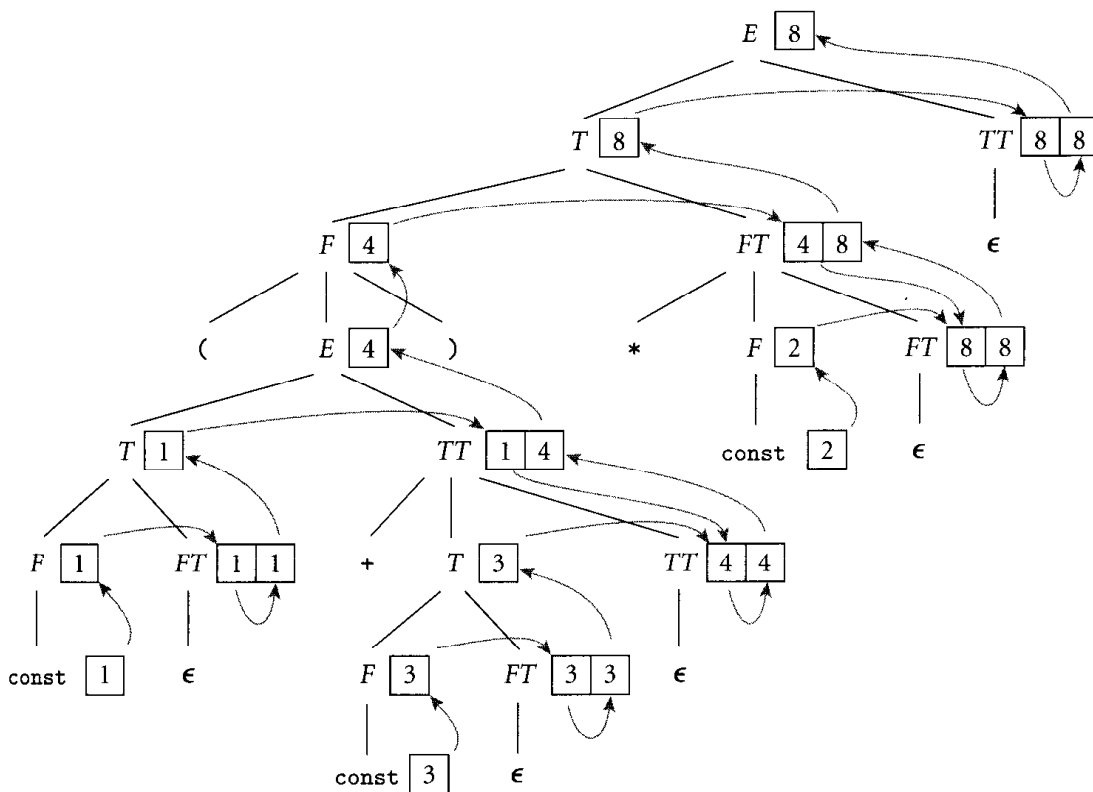 E 8
T 8 TT 8 8
F 4 FT 4 8 ϵ
( E 4 ) * F 2 FT 8 8
T 1 TT 1 4 const 2 ϵ
F 1 FT 1 1 + T 3 TT 4 4
const 1 ϵ F 3 FT 3 3 ϵ
const 3 ϵ